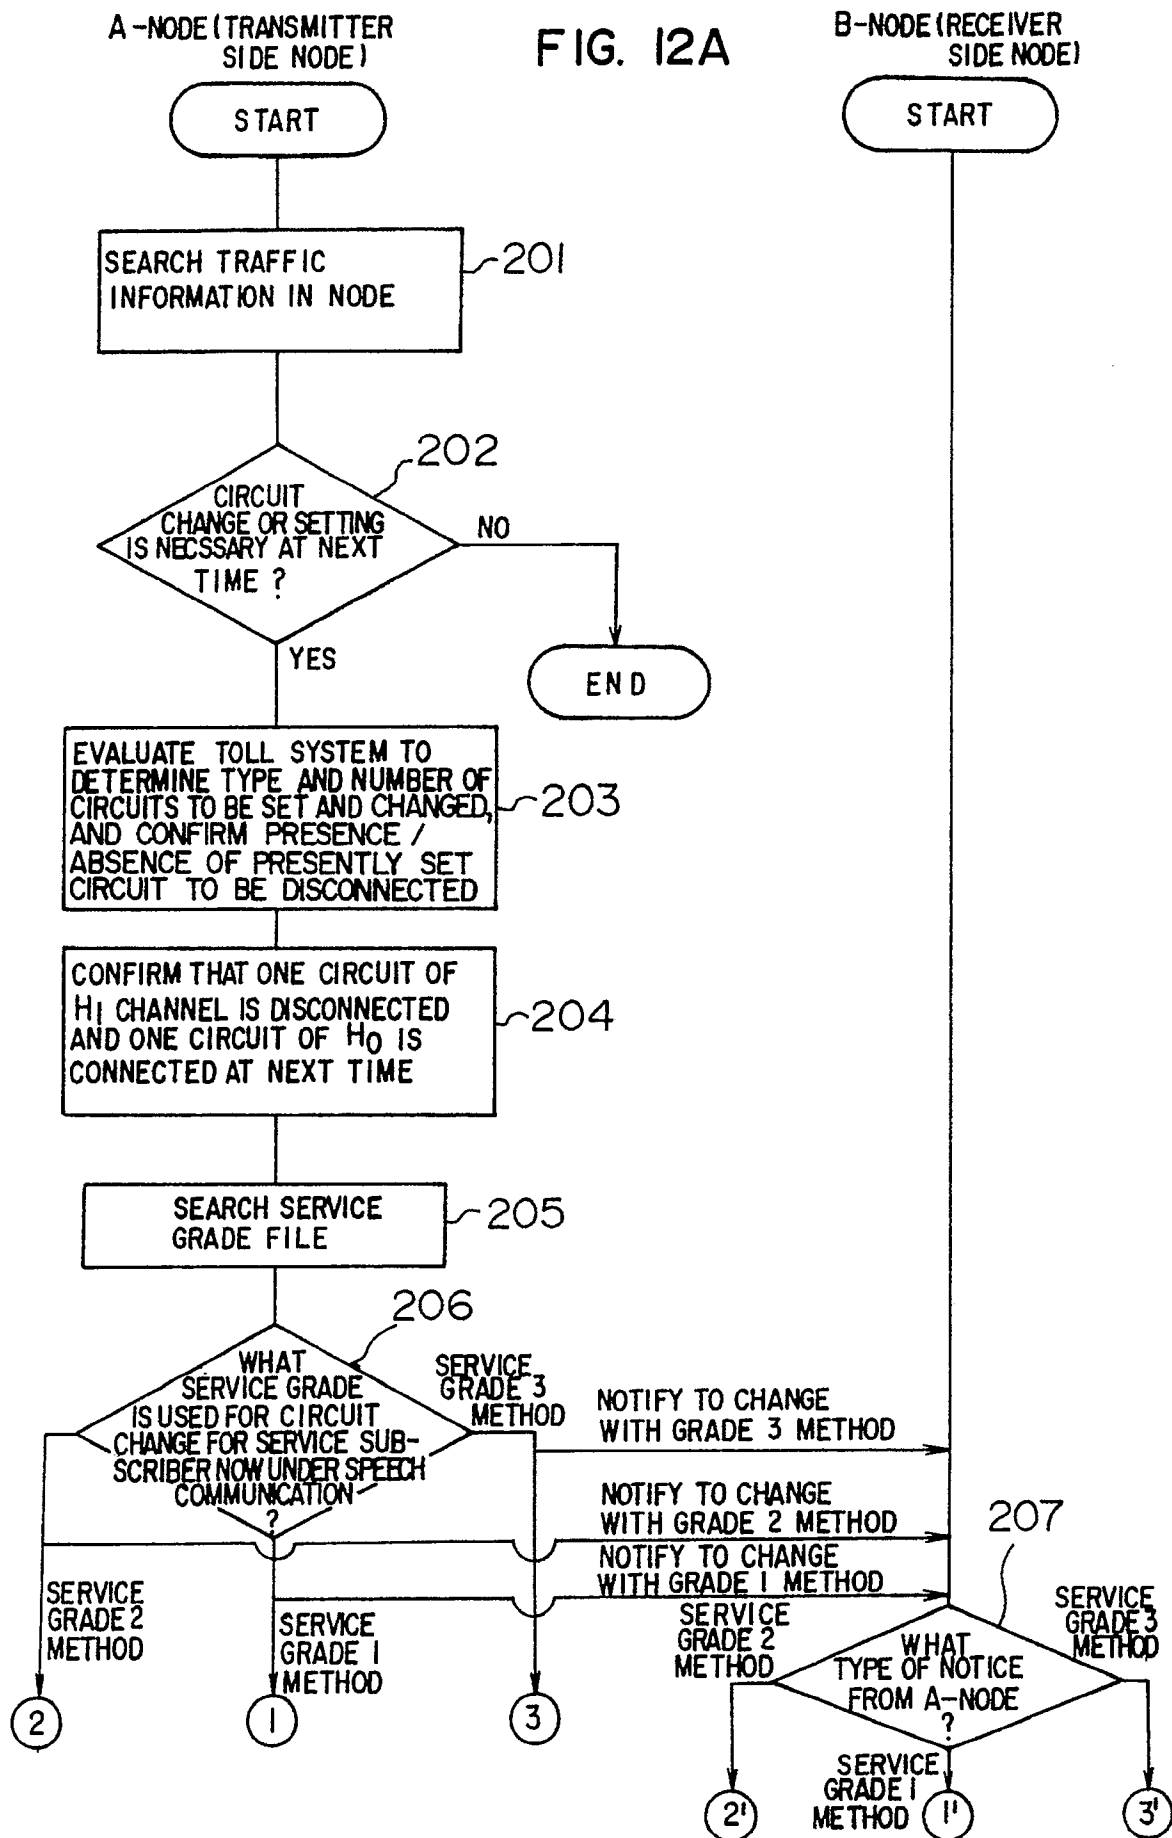 A-NODE (TRANSMITTER
SIDE NODE)
FIG. 12A
B-NODE (RECEIVER
SIDE NODE)
START
START
SEARCH TRAFFIC
INFORMATION IN NODE
201
202
CIRCUIT
CHANGE OR SETTING
IS NECSSARY AT NEXT
TIME ?
NO
YES
END
EVALUATE TOLL SYSTEM TO
DETERMINE TYPE AND NUMBER OF
CIRCUITS TO BE SET AND CHANGED,
AND CONFIRM PRESENCE /
ABSENCE OF PRESENTLY SET
CIRCUIT TO BE DISCONNECTED
203
CONFIRM THAT ONE CIRCUIT OF
H1 CHANNEL IS DISCONNECTED
AND ONE CIRCUIT OF H0 IS
CONNECTED AT NEXT TIME
204
SEARCH SERVICE
GRADE FILE
205
206
WHAT
SERVICE GRADE
IS USED FOR CIRCUIT
CHANGE FOR SERVICE SUB-
SCRIBER NOW UNDER SPEECH
COMMUNICATION
?
SERVICE
GRADE 3
METHOD
NOTIFY TO CHANGE
WITH GRADE 3 METHOD
NOTIFY TO CHANGE
WITH GRADE 2 METHOD
NOTIFY TO CHANGE
WITH GRADE 1 METHOD
207
SERVICE
GRADE 2
METHOD
SERVICE
GRADE 1
METHOD
SERVICE
GRADE 2
METHOD
WHAT
TYPE OF NOTICE
FROM A-NODE
?
SERVICE
GRADE 3
METHOD
2
1
3
SERVICE
GRADE 1
METHOD
2'
1'
3'